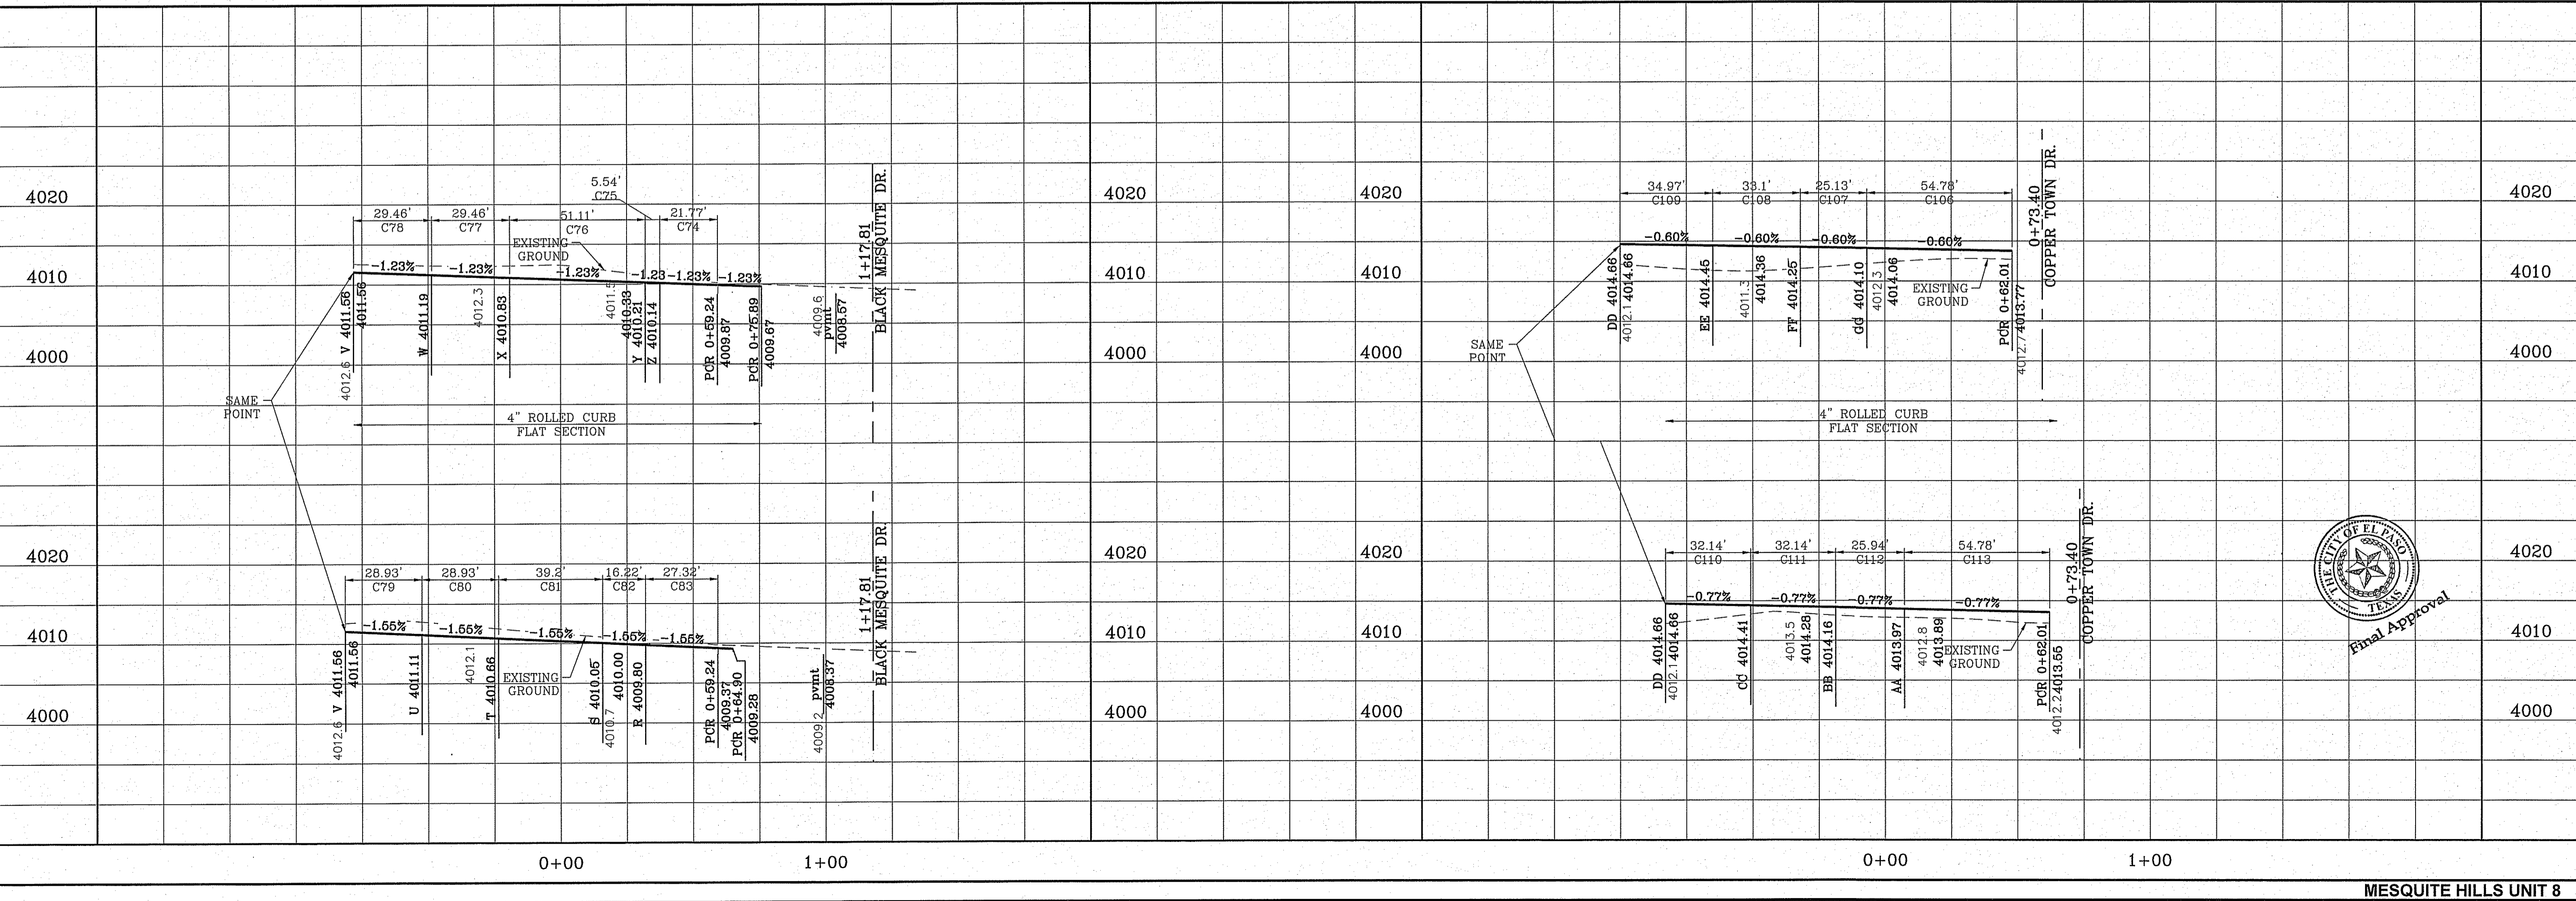 5.54'
C75
29.46'
29.46'
51.11'
21.77'
C78
C77
C76
C74
EXISTING
GROUND
-1.23%
-1.23%
-1.23%
-1.23
-1.23%
-1.23%
4020
4010
4000
4012.6
V 4011.56
4011.56
W 4011.19
4012.3
X 4010.83
4011.5
4010.33
Y 4010.21
Z 4010.14
PCR 0+59.24
4009.87
PCR 0+75.89
4009.67
4009.6
pvmt
4008.57
1+17.81
BLACK MESQUITE DR.
SAME
POINT
4" ROLLED CURB
FLAT SECTION
4020
4010
4000
28.93'
28.93'
39.2'
16.22'
27.32'
C79
C80
C81
C82
C83
-1.55%
-1.55%
-1.55%
-1.55%
-1.55%
EXISTING
GROUND
4012.6
V 4011.56
4011.56
U 4011.11
4012.1
T 4010.66
S 4010.05
4010.7
4010.00
R 4009.80
PCR 0+59.24
4009.37
PCR 0+64.90
4009.28
4009.2
pvmt
4008.37
1+17.81
BLACK MESQUITE DR.
0+00
1+00
4020
4010
4000
4020
4010
4000
4020
4010
4000
4020
4010
4000
34.97'
33.1'
25.13'
54.78'
C109
C108
C107
C106
-0.60%
-0.60%
-0.60%
-0.60%
DD 4014.66
4012.1
4014.66
EE 4014.45
4011.3
4014.36
FF 4014.25
GG 4014.10
4012.3
4014.06
EXISTING
GROUND
PCR 0+62.01
4012.7
4013.77
0+73.40
COPPER TOWN DR.
SAME
POINT
4" ROLLED CURB
FLAT SECTION
32.14'
32.14'
25.94'
54.78'
C110
C111
C112
C113
-0.77%
-0.77%
-0.77%
-0.77%
DD 4014.66
4012.1
4014.66
CC 4014.41
4013.5
4014.28
BB 4014.16
AA 4013.97
4012.8
4013.89
EXISTING
GROUND
PCR 0+62.01
4012.2
4013.55
0+73.40
COPPER TOWN DR.
0+00
1+00
4020
4010
4000
4020
4010
4000
THE CITY OF EL PASO
TEXAS
Final Approval
MESQUITE HILLS UNIT 8